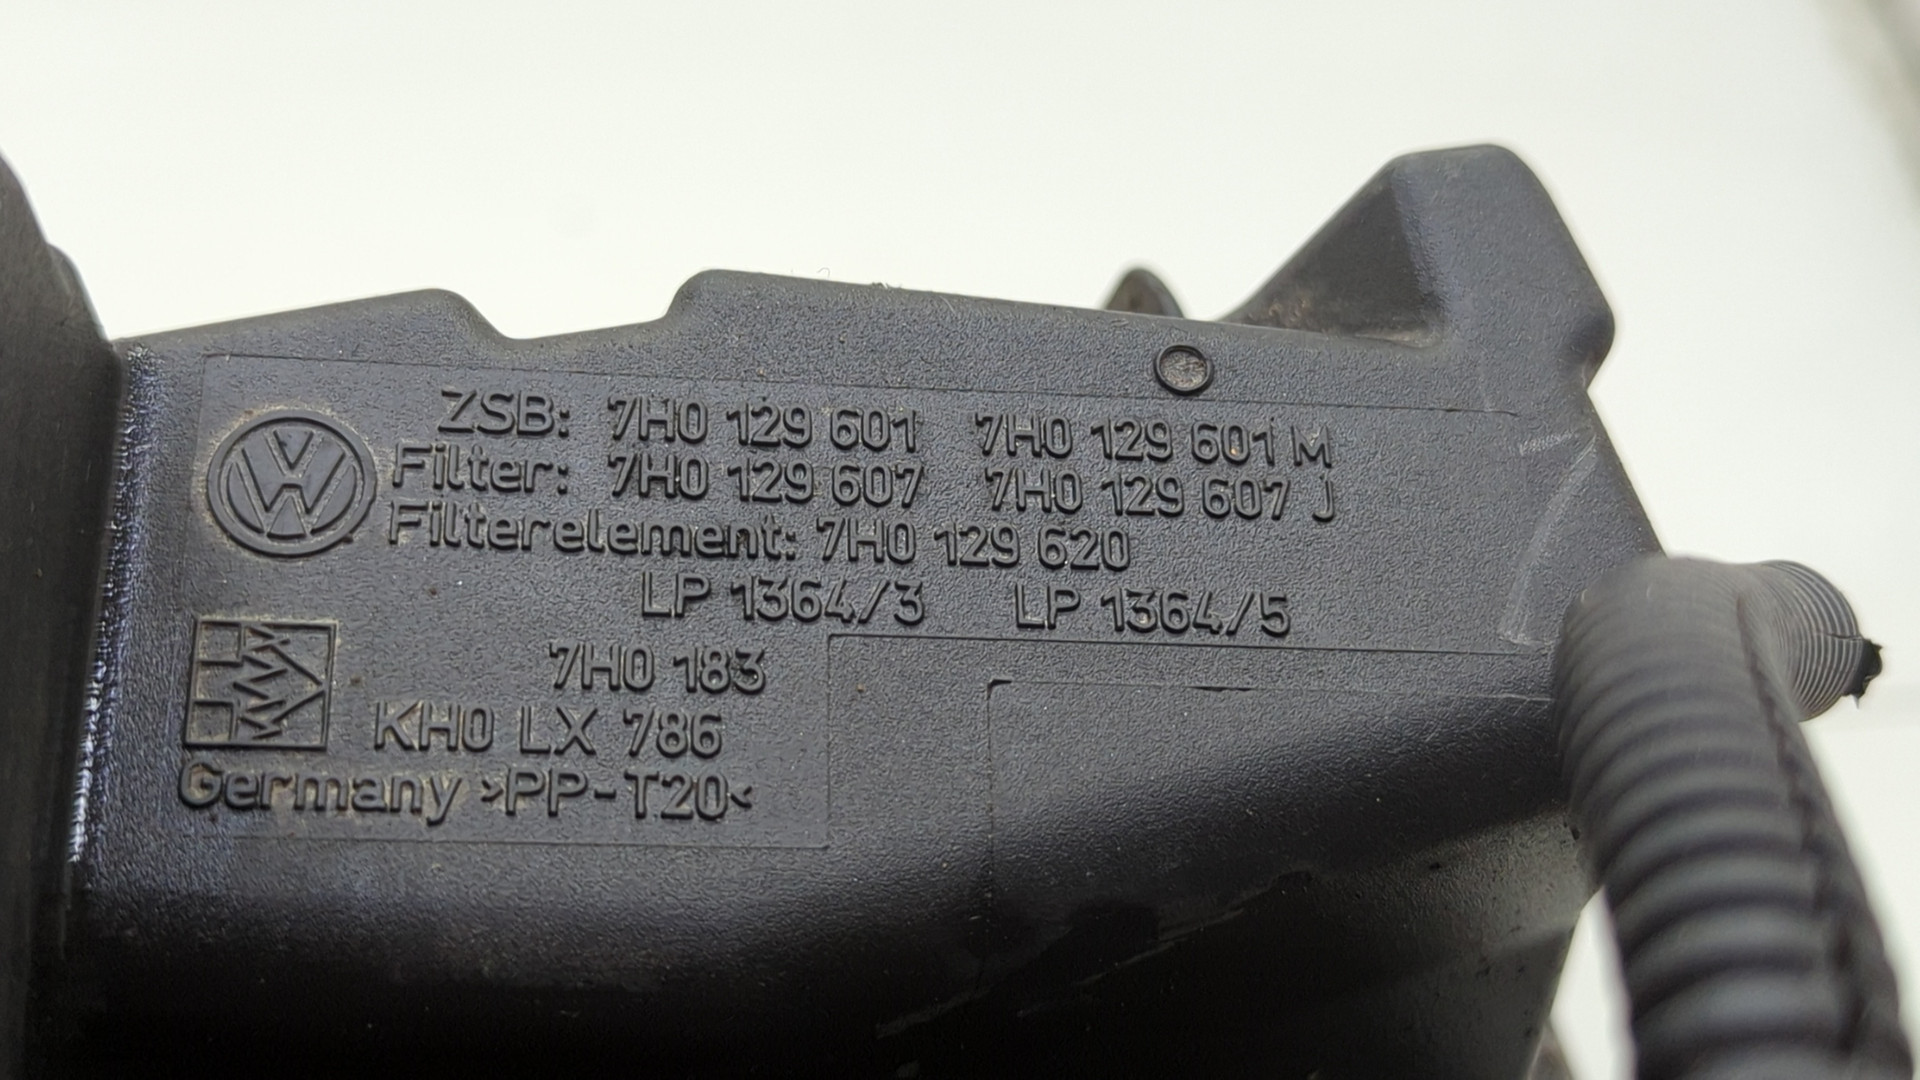 ZSB: 7H0 129 601 7H0 129 601 M
Filter: 7H0 129 607 7H0 129 607 J
Filterelement: 7H0 129 620
LP 1364/3 LP 1364/5
7H0 183
KH0 LX 786
Germany >PP-T20<